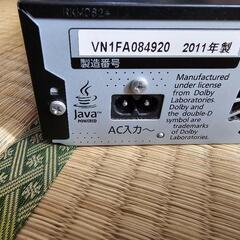 VN1FA084920 2011年製
製造番号
Java
POWERED
AC入力～
Manufactured
under license
from Dolby
Laboratories.
Dolby and
the double-D
symbol are
trademarks
of Dolby
Laboratories.